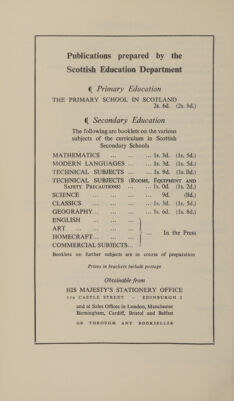 Publications prepared by the
Scottish Education Department
Primary Education
THE PRIMARY SCHOOL IN SCOTLAND
2s. 6d. (2s. 8d.)
Secondary Education
The following are booklets on the various
subjects of the curriculum in Scottish
Secondary Schools
MATHEMATICS ... ... ... 1s. 3d. (1s. 5d.)
MODERN LANGUAGES ... ... 1s. 3d. (1s. 5d.)
TECHNICAL SUBJECTS ... ... 1s. 9d. (1s. 8d.)
TECHNICAL SUBJECTS (ROOMS, EQUIPMENT AND
SAFETY PRECAUTIONS) ... ... 1s. 0d. (1s. 2d.)
SCIENCE ... ... ... 9d. (8d.)
CLASSICS ... ... ... 1s. 3d. (1s. 5d.)
GEOGRAPHY ... ... ... 1s. 6d. (1s. 8d.)
ENGLISH ... ... ...
ART ... ... ... ...
HOMECRAFT ... ... ... In the Press
COMMERCIAL SUBJECTS ...
Booklets on further subjects are in course of preparation
Prices in brackets include postage
Obtainable from
HIS MAJESTY'S STATIONERY OFFICE
13A CASTLE STREET - EDINBURGH 2
and at Sales Offices in London, Manchester
Birmingham, Cardiff, Bristol and Belfast
OR THROUGH ANY BOOKSELLER